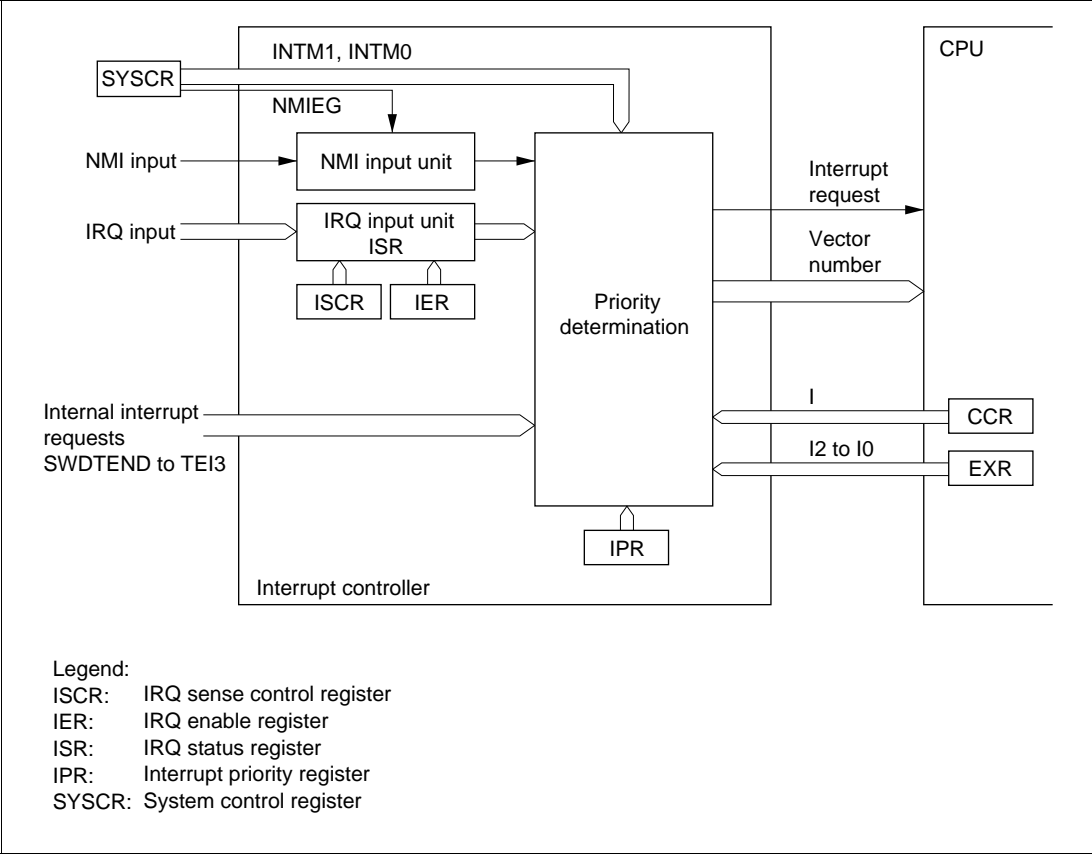 INTM1, INTM0
CPU
SYSCR
NMIEG
NMI input
NMI input unit
Interrupt
request
IRQ input
IRQ input unit
ISR
Vector
number
ISCR
IER
Priority
determination
I
CCR
Internal interrupt
requests
SWDTEND to TEI3
I2 to I0
EXR
IPR
Interrupt controller
Legend:
ISCR: IRQ sense control register
IER: IRQ enable register
ISR: IRQ status register
IPR: Interrupt priority register
SYSCR: System control register